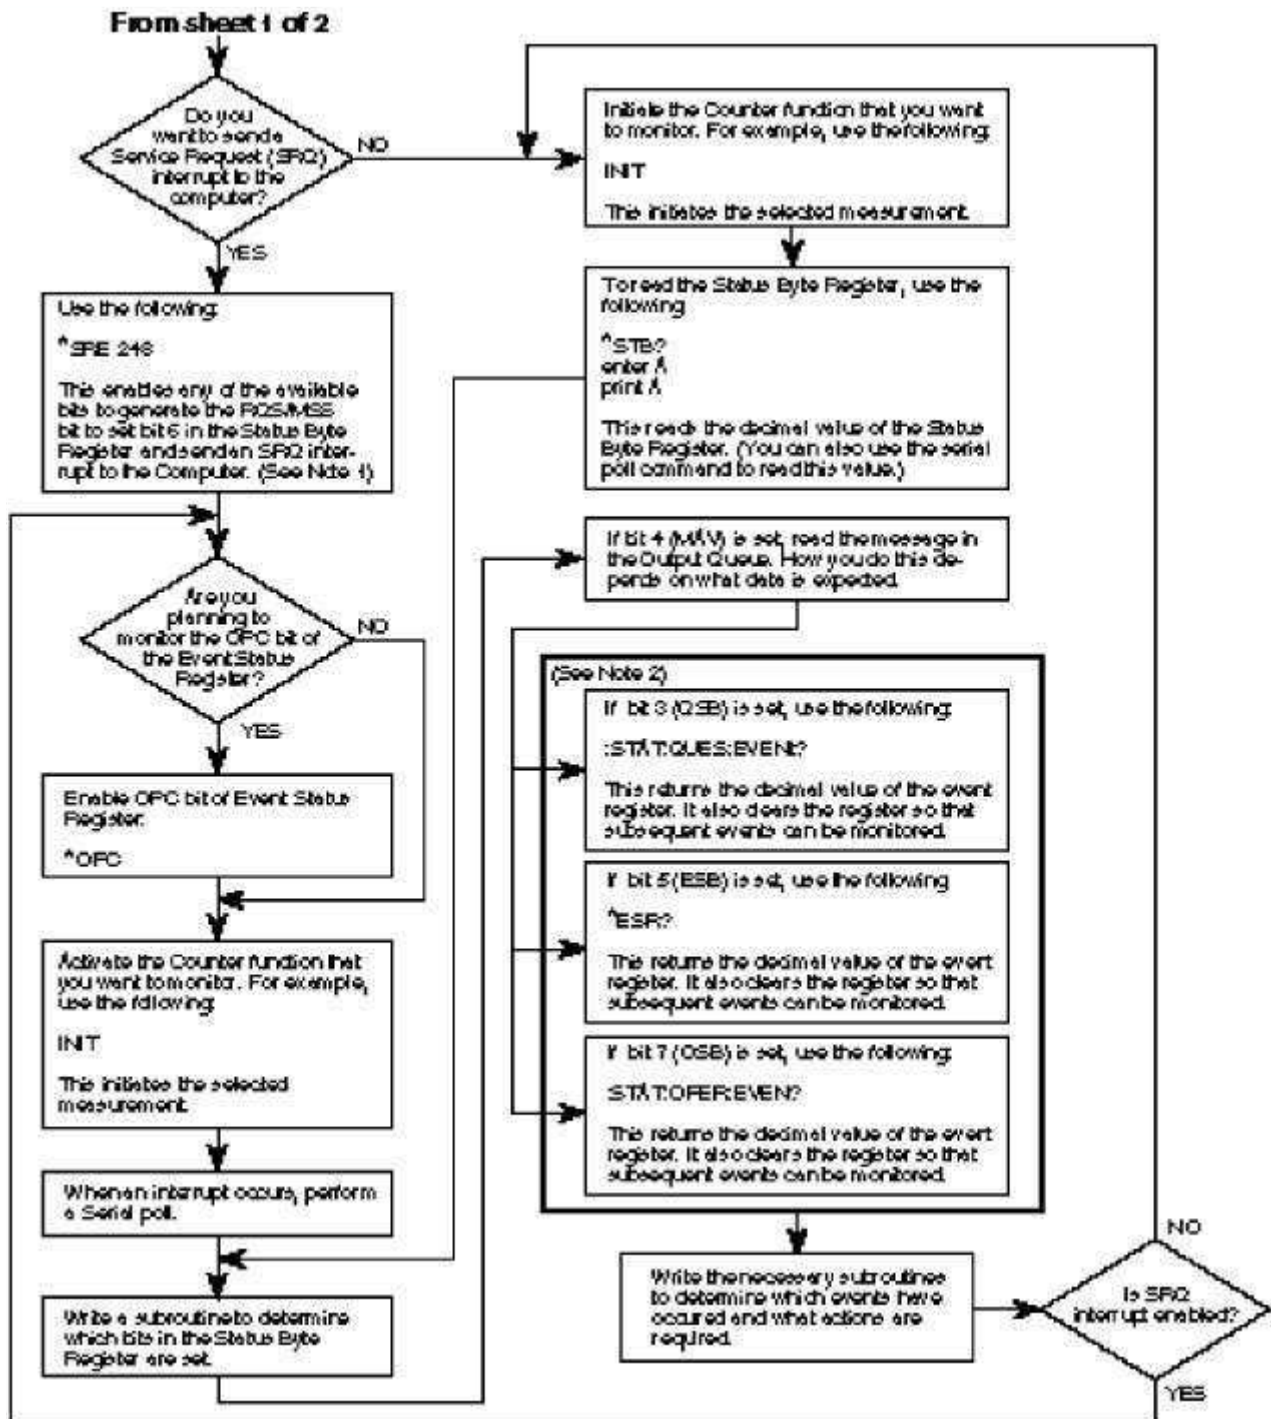 From sheet 1 of 2
Do you
want to send a
Service Request (SRQ)
interrupt to the
computer?
NO
YES
Use the following:
*SRE 248
This enables any of the available
bits to generate the RQS/MSS
bit to set bit 6 in the Status Byte
Register and send an SRQ inter-
rupt to the Computer. (See Note 1)
Are you
planning to
monitor the OPC bit of
the Event Status
Register?
NO
YES
Enable OPC bit of Event Status
Register.
*OPC
Activate the Counter function that
you want to monitor. For example,
use the following:
INIT
This initiates the selected
measurement.
When an interrupt occurs, perform
a Serial poll.
Write a subroutine to determine
which bits in the Status Byte
Register are set.
Initiate the Counter function that you want
to monitor. For example, use the following:
INIT
This initiates the selected measurement.
To read the Status Byte Register, use the
following:
*STB?
enter A
print A
This reads the decimal value of the Status
Byte Register. (You can also use the serial
poll command to read this value.)
If bit 4 (MAV) is set, read the message in
the Output Queue. How you do this de-
pends on what data is expected.
(See Note 2)
If bit 3 (QSB) is set, use the following:
:STAT:QUES:EVENT?
This returns the decimal value of the event
register. It also clears the register so that
subsequent events can be monitored.
If bit 5 (ESB) is set, use the following
*ESR?
This returns the decimal value of the event
register. It also clears the register so that
subsequent events can be monitored.
If bit 7 (OSB) is set, use the following:
:STAT:OPER:EVEN?
This returns the decimal value of the event
register. It also clears the register so that
subsequent events can be monitored.
Write the necessary subroutines
to determine which events have
occured and what actions are
required.
NO
Is SRQ
interrupt enabled?
YES